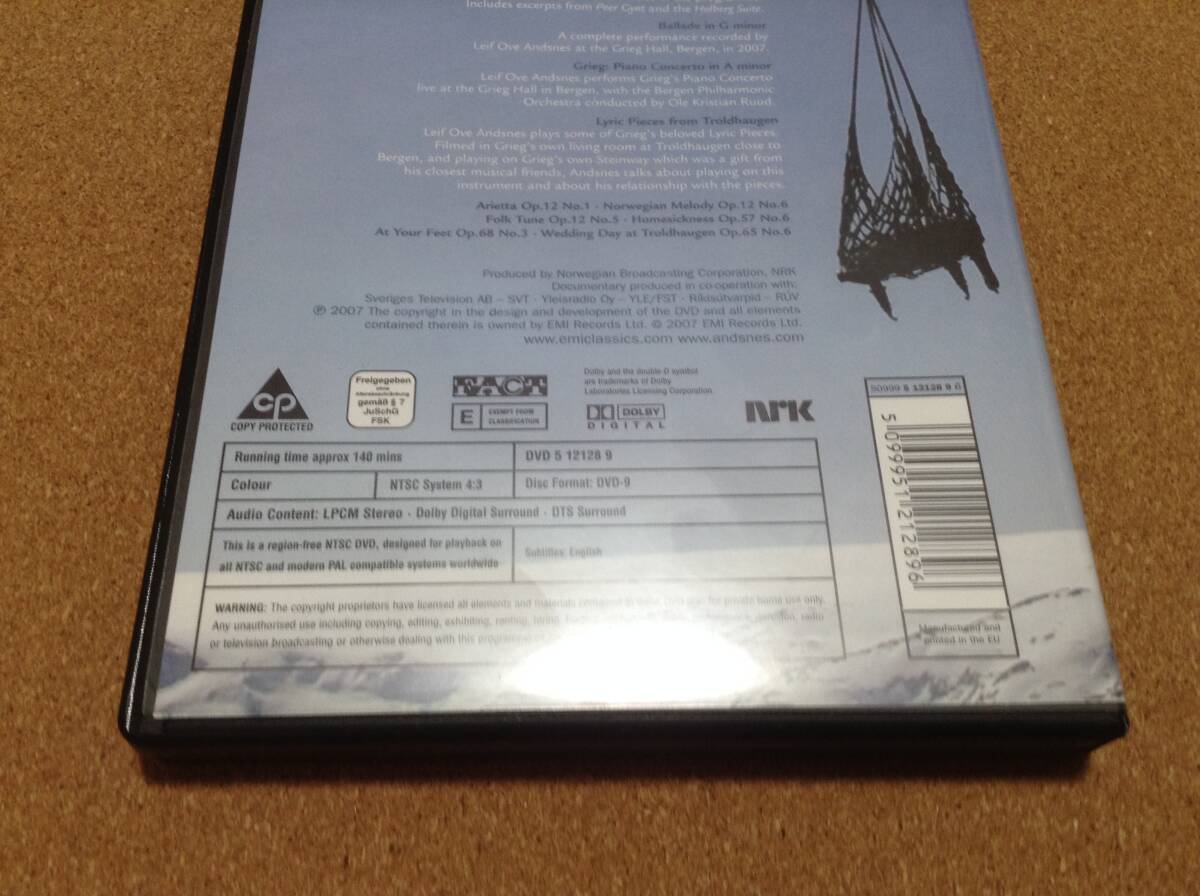 Includes excerpts from Peer Gynt and the Holberg Suite.
Ballade in G minor
A complete performance recorded by
Leif Ove Andsnes at the Grieg Hall, Bergen, in 2007.
Grieg: Piano Concerto in A minor
Leif Ove Andsnes performs Grieg's Piano Concerto
live at the Grieg Hall in Bergen, with the Bergen Philharmonic
Orchestra conducted by Ole Kristian Ruud.
Lyric Pieces from Troldhaugen
Leif Ove Andsnes plays some of Grieg's beloved Lyric Pieces.
Filmed in Grieg's own living room at Troldhaugen close to
Bergen, and playing on Grieg's own Steinway which was a gift from
his closest musical friends, Andsnes talks about playing on this
instrument and about his relationship with the pieces.
Arietta Op.12 No.1 · Norwegian Melody Op.12 No.6
Folk Tune Op.12 No.5 · Homesickness Op.57 No.6
At Your Feet Op.68 No.3 · Wedding Day at Troldhaugen Op.65 No.6
Produced by Norwegian Broadcasting Corporation, NRK
Documentary produced in co-operation with:
Sveriges Television AB – SVT · Yleisradio Oy – YLE/FST · Ríkisútvarpid – RÚV
℗ 2007 The copyright in the design and development of the DVD and all elements
contained therein is owned by EMI Records Ltd. © 2007 EMI Records Ltd.
www.emiclassics.com www.andsnes.com
CP
COPY PROTECTED
Freigegeben
ohne
Altersbeschränkung
gemäß § 7
JuSchG
FSK
FACT
E EXEMPT FROM
CLASSIFICATION
Dolby and the double-D symbol
are trademarks of Dolby
Laboratories Licensing Corporation
DOLBY
DIGITAL
NRK
50999 5 12128 9 6
5 099951 212896
Manufactured and
printed in the EU
Running time approx 140 mins
DVD 5 12128 9
Colour
NTSC System 4:3
Disc Format: DVD-9
Audio Content: LPCM Stereo · Dolby Digital Surround · DTS Surround
This is a region-free NTSC DVD, designed for playback on
all NTSC and modern PAL compatible systems worldwide
Subtitles: English
WARNING: The copyright proprietors have licensed all elements and materials for private home use only.
Any unauthorised use including copying, editing, exhibiting, renting, hiring, radio
or television broadcasting or otherwise dealing with this